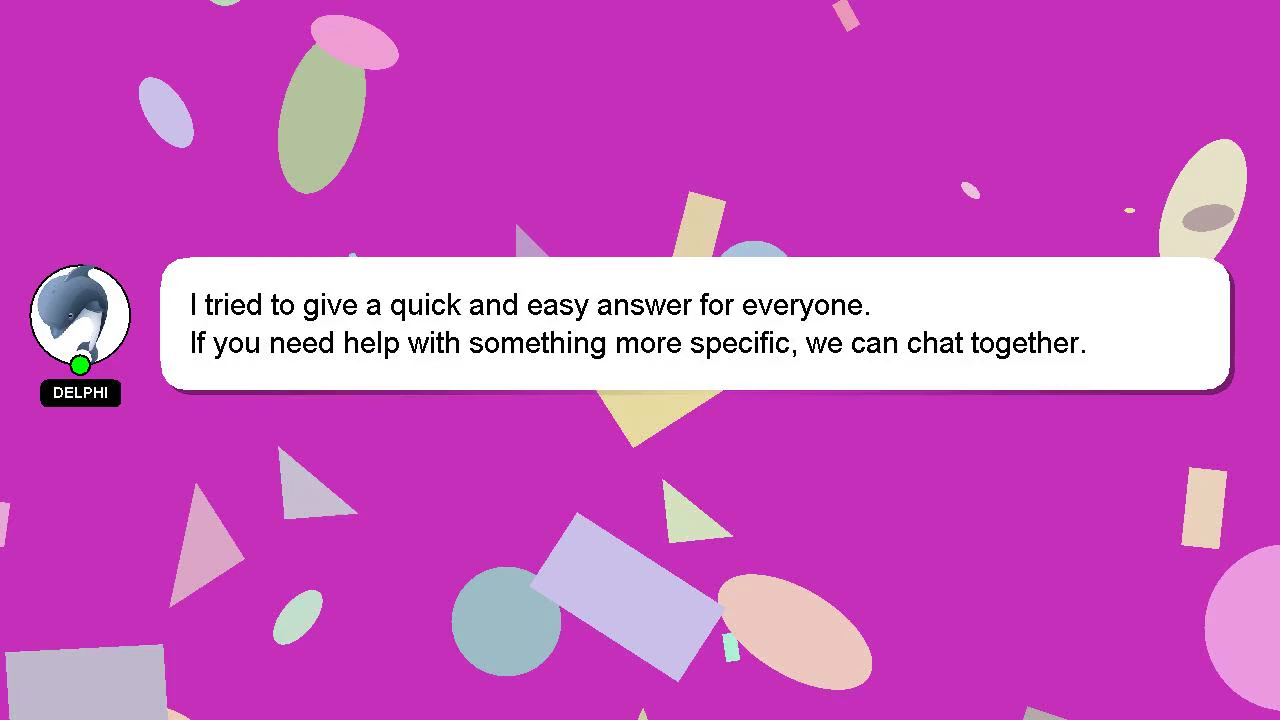 I tried to give a quick and easy answer for everyone.
If you need help with something more specific, we can chat together.
DELPHI